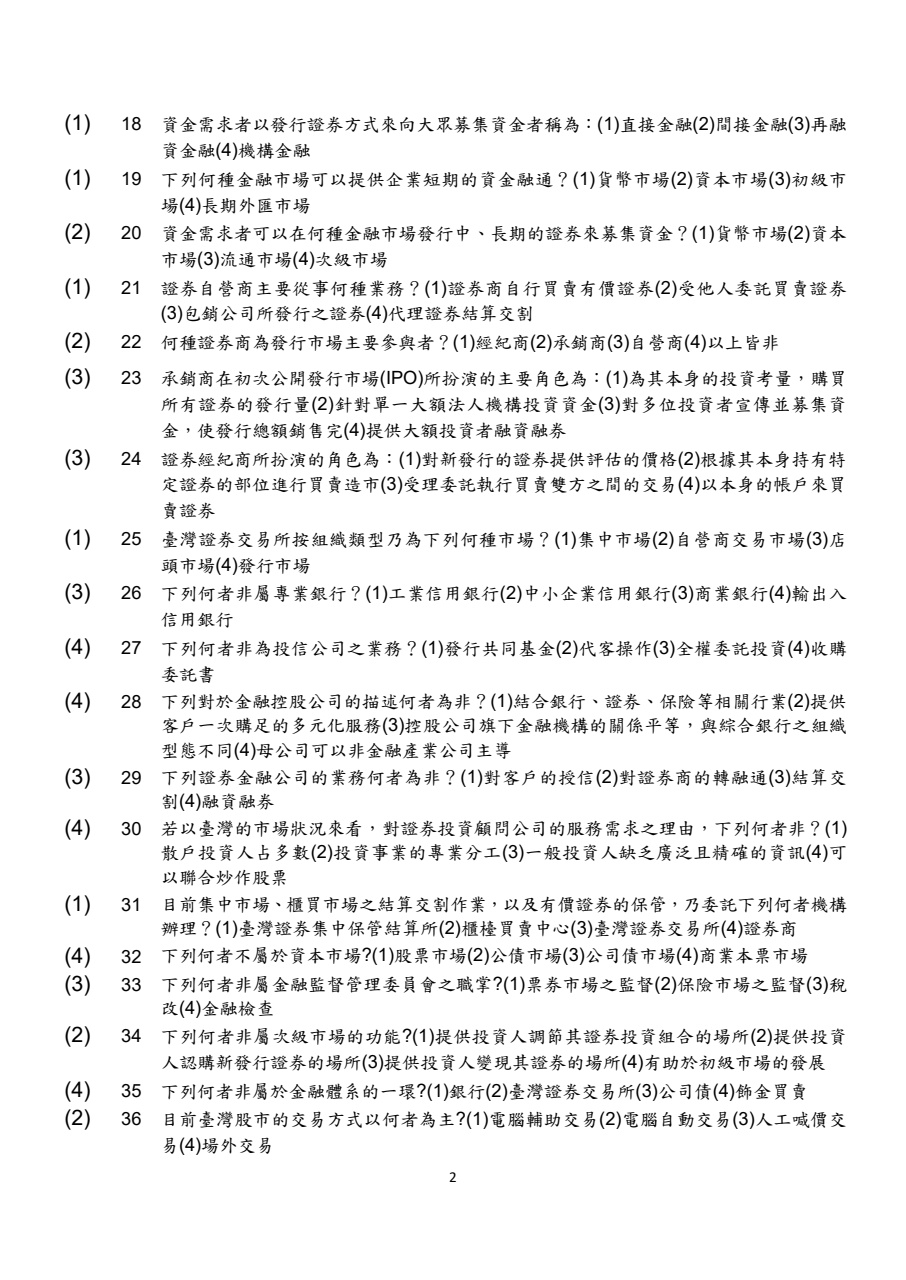 (1) 18 資金需求者以發行證券方式來向大眾募集資金者稱為：(1)直接金融(2)間接金融(3)再融
資金融(4)機構金融
(1) 19 下列何種金融市場可以提供企業短期的資金融通？(1)貨幣市場(2)資本市場(3)初級市
場(4)長期外匯市場
(2) 20 資金需求者可以在何種金融市場發行中、長期的證券來募集資金？(1)貨幣市場(2)資本
市場(3)流通市場(4)次級市場
(1) 21 證券自營商主要從事何種業務？(1)證券商自行買賣有價證券(2)受他人委託買賣證券
(3)包銷公司所發行之證券(4)代理證券結算交割
(2) 22 何種證券商為發行市場主要參與者？(1)經紀商(2)承銷商(3)自營商(4)以上皆非
(3) 23 承銷商在初次公開發行市場(IPO)所扮演的主要角色為：(1)為其本身的投資考量，購買
所有證券的發行量(2)針對單一大額法人機構投資資金(3)對多位投資者宣傳並募集資
金，使發行總額銷售完(4)提供大額投資者融資融券
(3) 24 證券經紀商所扮演的角色為：(1)對新發行的證券提供評估的價格(2)根據其本身持有特
定證券的部位進行買賣造市(3)受理委託執行買賣雙方之間的交易(4)以本身的帳戶來買
賣證券
(1) 25 臺灣證券交易所按組織類型乃為下列何種市場？(1)集中市場(2)自營商交易市場(3)店
頭市場(4)發行市場
(3) 26 下列何者非屬專業銀行？(1)工業信用銀行(2)中小企業信用銀行(3)商業銀行(4)輸出入
信用銀行
(4) 27 下列何者非為投信公司之業務？(1)發行共同基金(2)代客操作(3)全權委託投資(4)收購
委託書
(4) 28 下列對於金融控股公司的描述何者為非？(1)結合銀行、證券、保險等相關行業(2)提供
客戶一次購足的多元化服務(3)控股公司旗下金融機構的關係平等，與綜合銀行之組織
型態不同(4)母公司可以非金融產業公司主導
(3) 29 下列證券金融公司的業務何者為非？(1)對客戶的授信(2)對證券商的轉融通(3)結算交
割(4)融資融券
(4) 30 若以臺灣的市場狀況來看，對證券投資顧問公司的服務需求之理由，下列何者非？(1)
散戶投資人占多數(2)投資事業的專業分工(3)一般投資人缺乏廣泛且精確的資訊(4)可
以聯合炒作股票
(1) 31 目前集中市場、櫃買市場之結算交割作業，以及有價證券的保管，乃委託下列何者機構
辦理？(1)臺灣證券集中保管結算所(2)櫃檯買賣中心(3)臺灣證券交易所(4)證券商
(4) 32 下列何者不屬於資本市場?(1)股票市場(2)公債市場(3)公司債市場(4)商業本票市場
(3) 33 下列何者非屬金融監督管理委員會之職掌?(1)票券市場之監督(2)保險市場之監督(3)稅
改(4)金融檢查
(2) 34 下列何者非屬次級市場的功能?(1)提供投資人調節其證券投資組合的場所(2)提供投資
人認購新發行證券的場所(3)提供投資人變現其證券的場所(4)有助於初級市場的發展
(4) 35 下列何者非屬於金融體系的一環?(1)銀行(2)臺灣證券交易所(3)公司債(4)飾金買賣
(2) 36 目前臺灣股市的交易方式以何者為主?(1)電腦輔助交易(2)電腦自動交易(3)人工喊價交
易(4)場外交易
2